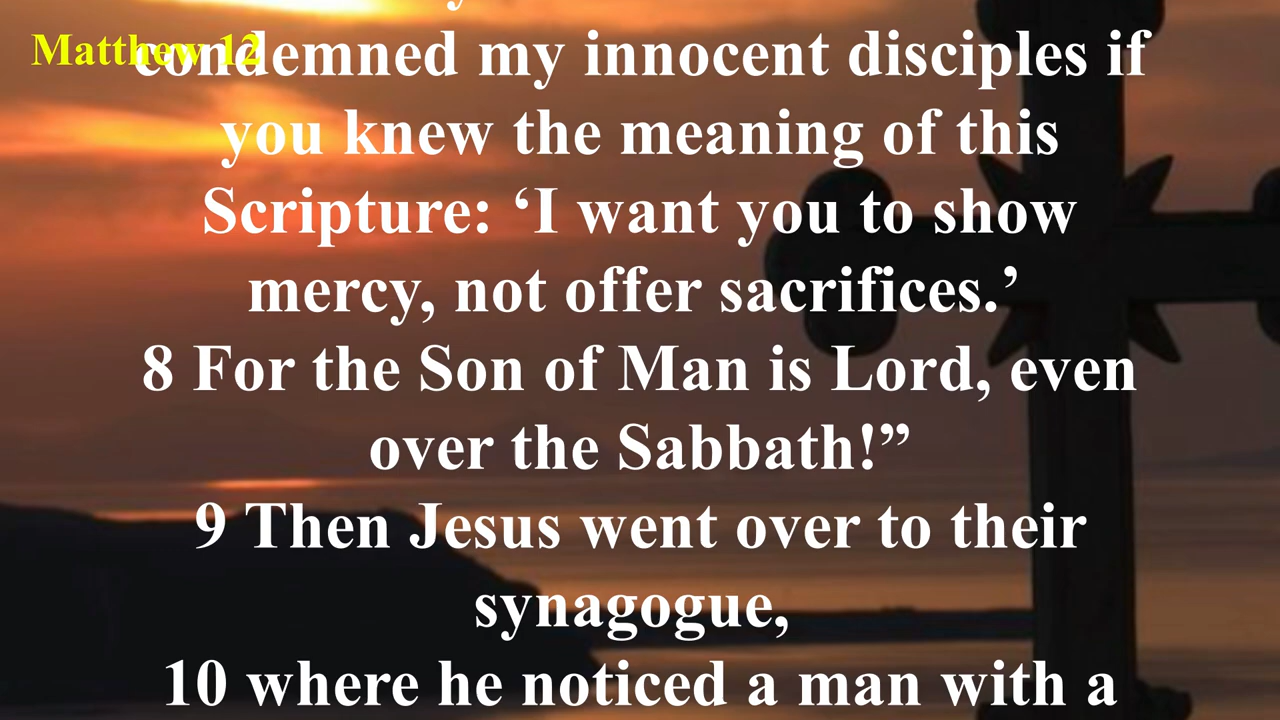 Matthew 12
condemned my innocent disciples if
you knew the meaning of this
Scripture: ‘I want you to show
mercy, not offer sacrifices.’
8 For the Son of Man is Lord, even
over the Sabbath!”
9 Then Jesus went over to their
synagogue,
10 where he noticed a man with a